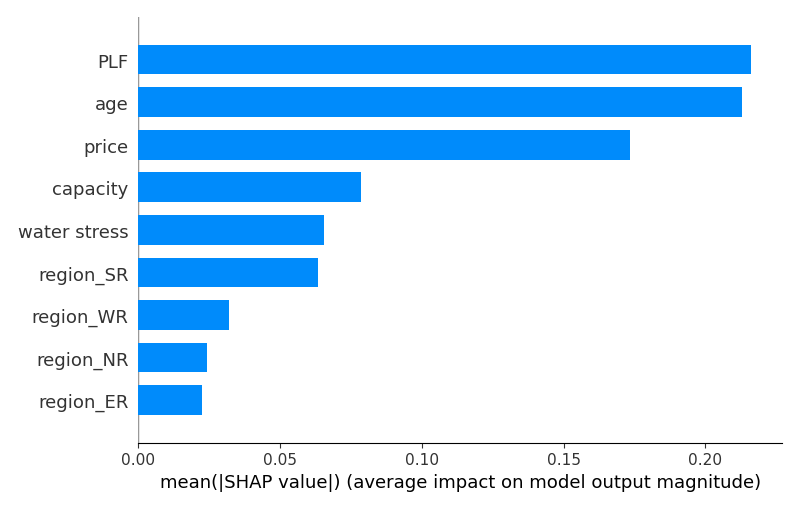 PLF
age
price
capacity
water stress
region_SR
region_WR
region_NR
region_ER
0.00 0.05 0.10 0.15 0.20
mean(|SHAP value|) (average impact on model output magnitude)